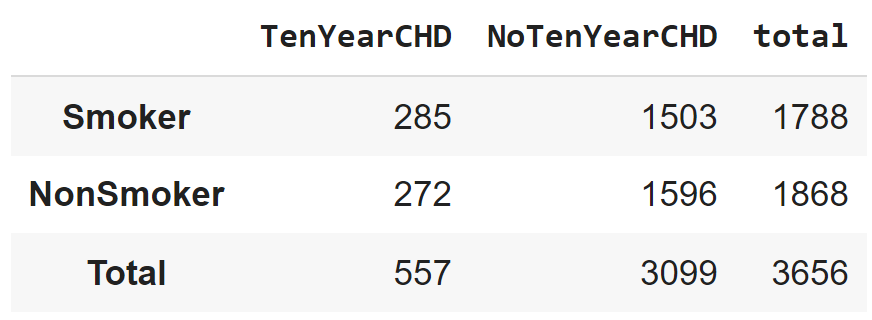 TenYearCHD NoTenYearCHD total
Smoker 285 1503 1788
NonSmoker 272 1596 1868
Total 557 3099 3656